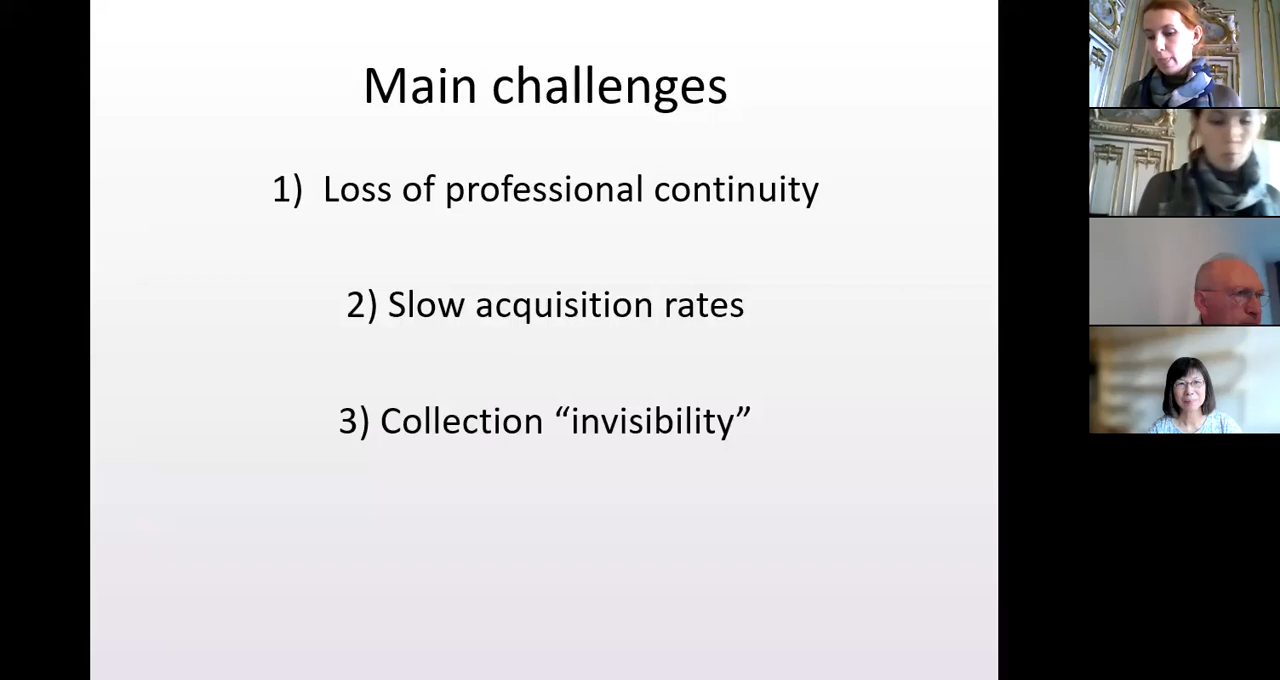 Main challenges
1) Loss of professional continuity
2) Slow acquisition rates
3) Collection “invisibility”